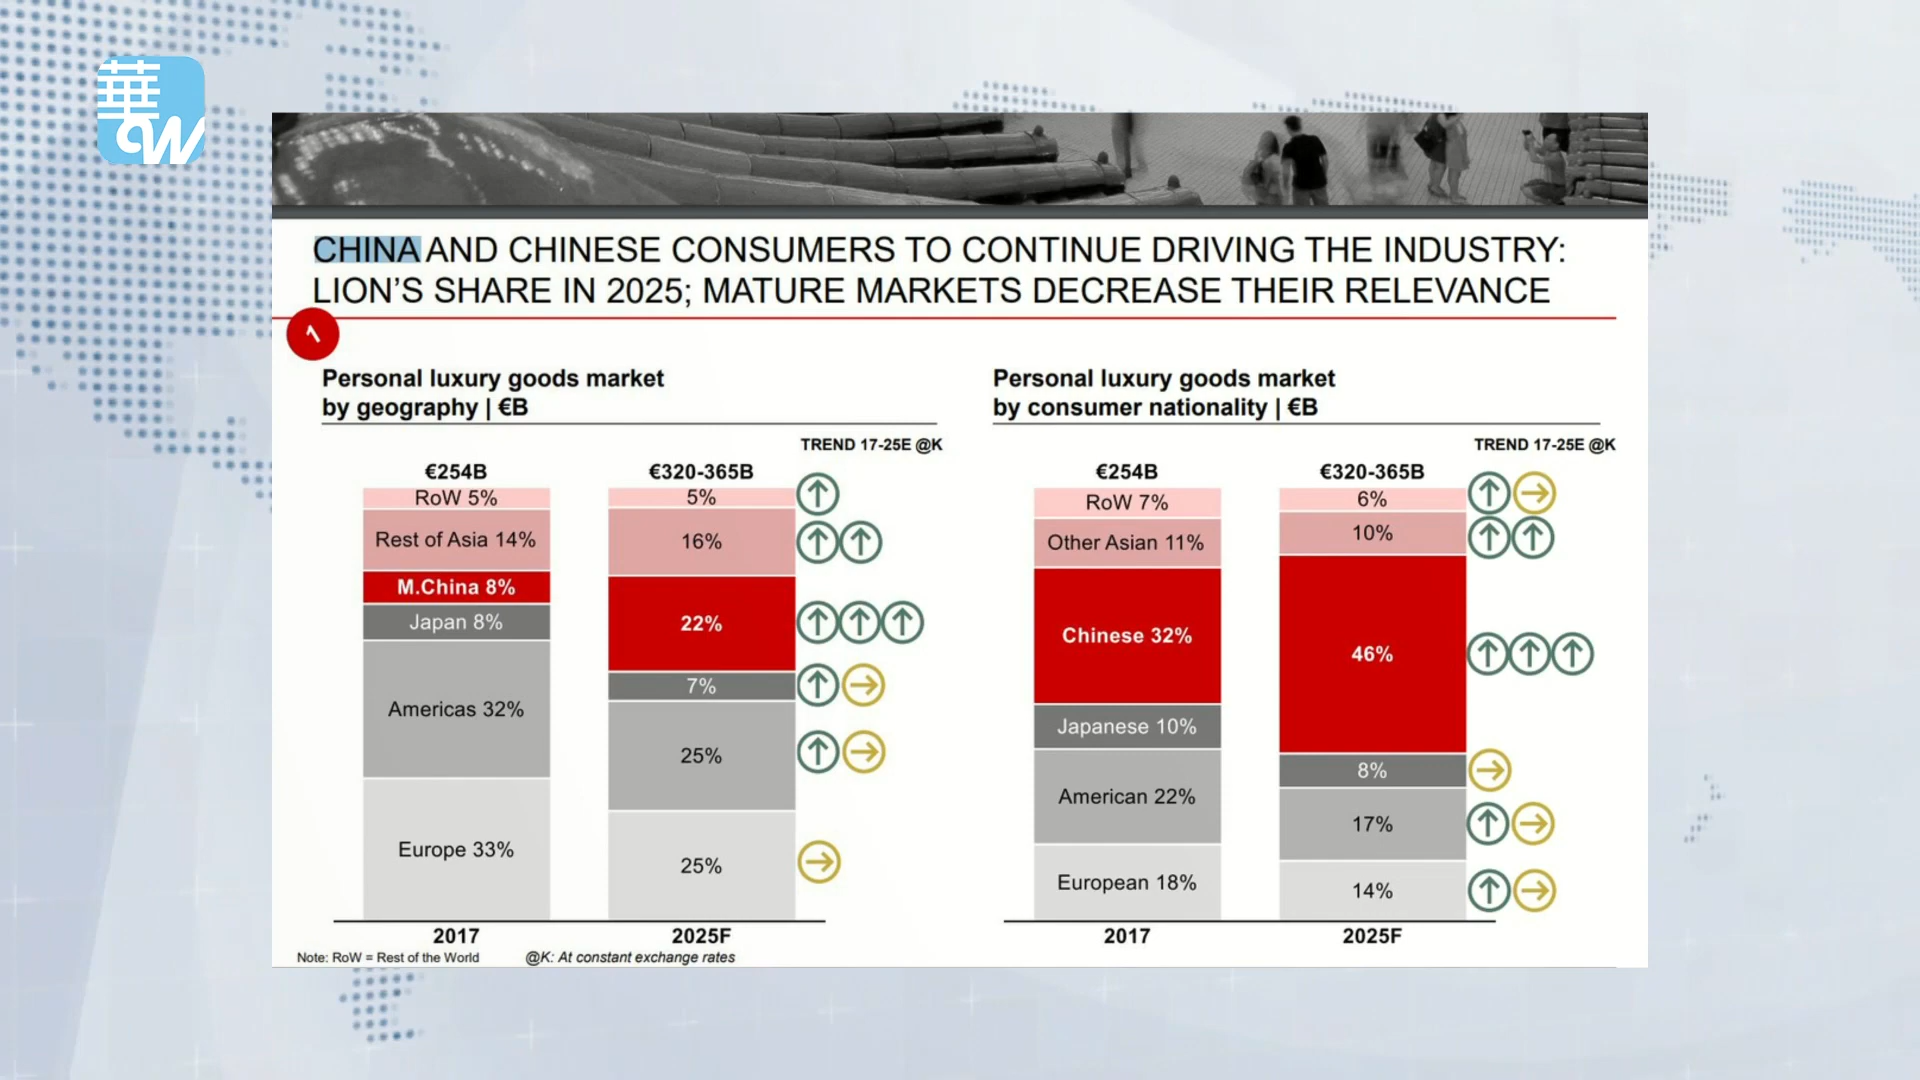 華
CW
CHINA AND CHINESE CONSUMERS TO CONTINUE DRIVING THE INDUSTRY:
LION'S SHARE IN 2025; MATURE MARKETS DECREASE THEIR RELEVANCE
1
Personal luxury goods market
by geography | €B
TREND 17-25E @K
€254B
€320-365B
RoW 5%
5%
Rest of Asia 14%
16%
M.China 8%
22%
Japan 8%
7%
Americas 32%
25%
Europe 33%
25%
2017
2025F
Note: RoW = Rest of the World
@K: At constant exchange rates
Personal luxury goods market
by consumer nationality | €B
TREND 17-25E @K
€254B
€320-365B
RoW 7%
6%
Other Asian 11%
10%
Chinese 32%
46%
Japanese 10%
8%
American 22%
17%
European 18%
14%
2017
2025F